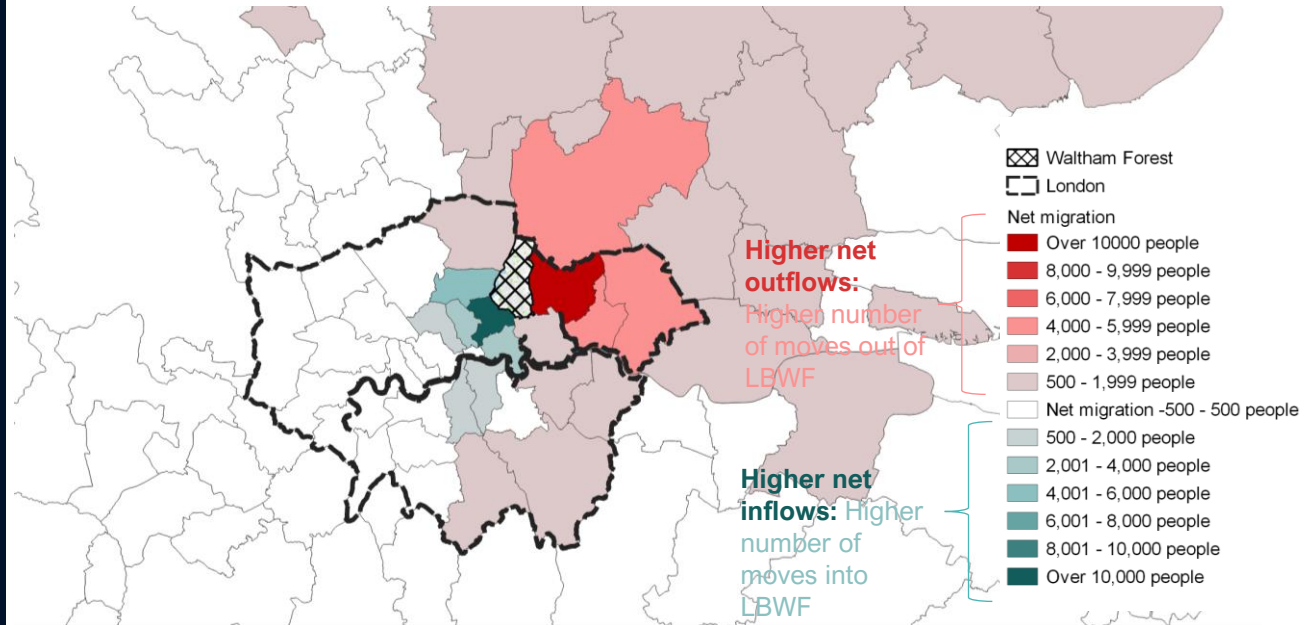 Waltham Forest
London
Net migration
Over 10000 people
8,000 - 9,999 people
6,000 - 7,999 people
4,000 - 5,999 people
2,000 - 3,999 people
500 - 1,999 people
Net migration -500 - 500 people
500 - 2,000 people
2,001 - 4,000 people
4,001 - 6,000 people
6,001 - 8,000 people
8,001 - 10,000 people
Over 10,000 people
Higher net
outflows:
Higher number
of moves out of
LBWF
Higher net
inflows: Higher
number of
moves into
LBWF